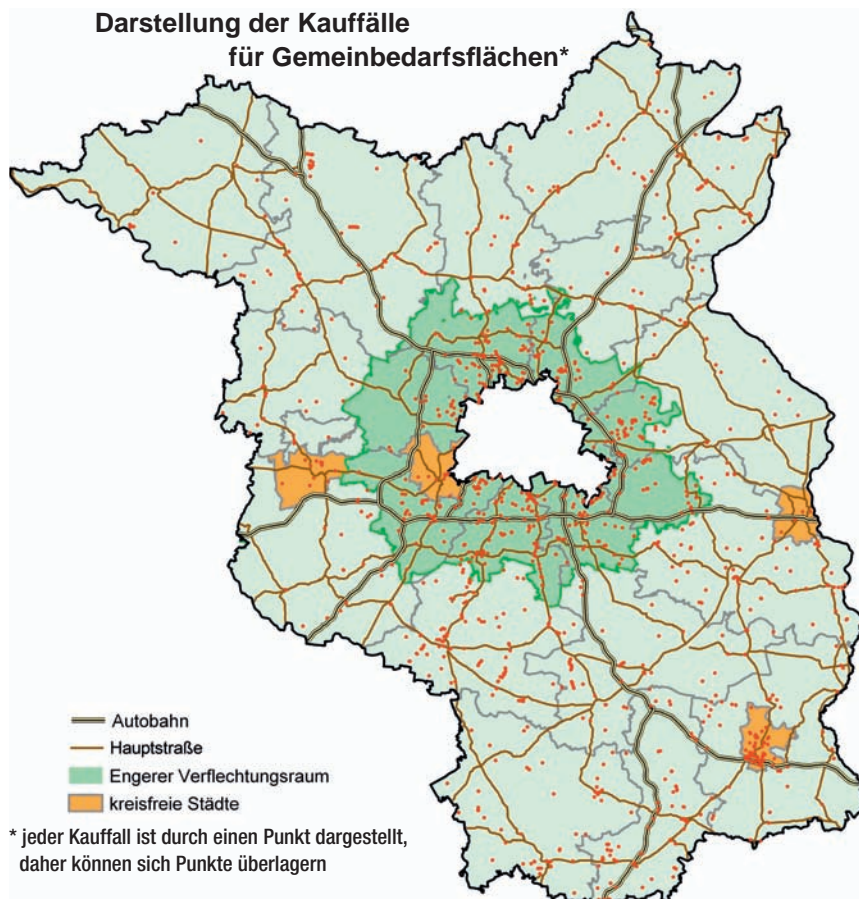 Darstellung der Kauffälle
für Gemeinbedarfsflächen*
Autobahn
Hauptstraße
Engerer Verflechtungsraum
kreisfreie Städte
* jeder Kauffall ist durch einen Punkt dargestellt,
daher können sich Punkte überlagern